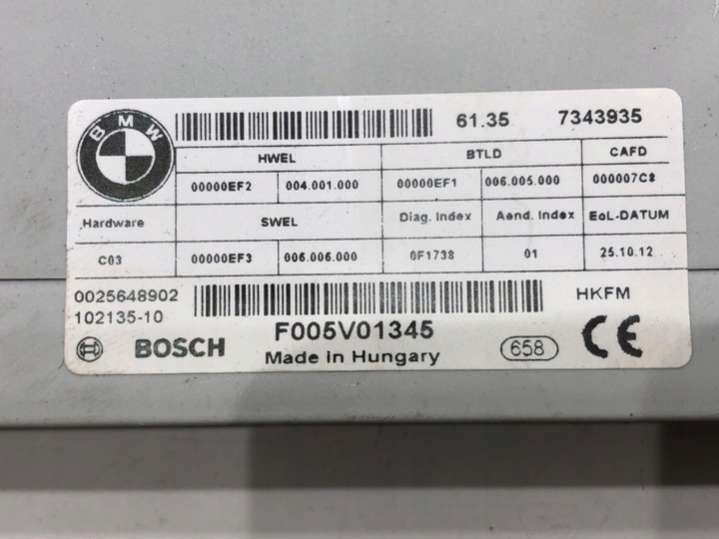 BMW
61.35 7343935
HWEL BTLD CAFD
00000EF2 004.001.000 00000EF1 006.005.000 000007C8
Hardware SWEL Diag. Index Aend. Index EoL-DATUM
C03 00000EF3 006.006.000 0F1738 01 25.10.12
0025648902 HKFM
102135-10
BOSCH F005V01345 658 CE
Made in Hungary